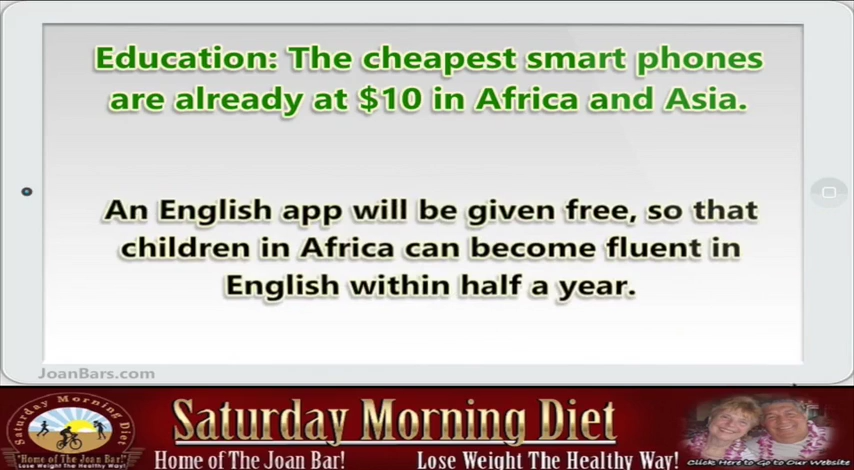 Education: The cheapest smart phones
are already at $10 in Africa and Asia.
An English app will be given free, so that
children in Africa can become fluent in
English within half a year.
JoanBars.com
Saturday Morning Diet
"Home of The Joan Bar!"
Lose Weight The Healthy Way!
Saturday Morning Diet
Home of The Joan Bar! Lose Weight The Healthy Way!
Click Here to Go to Our Website